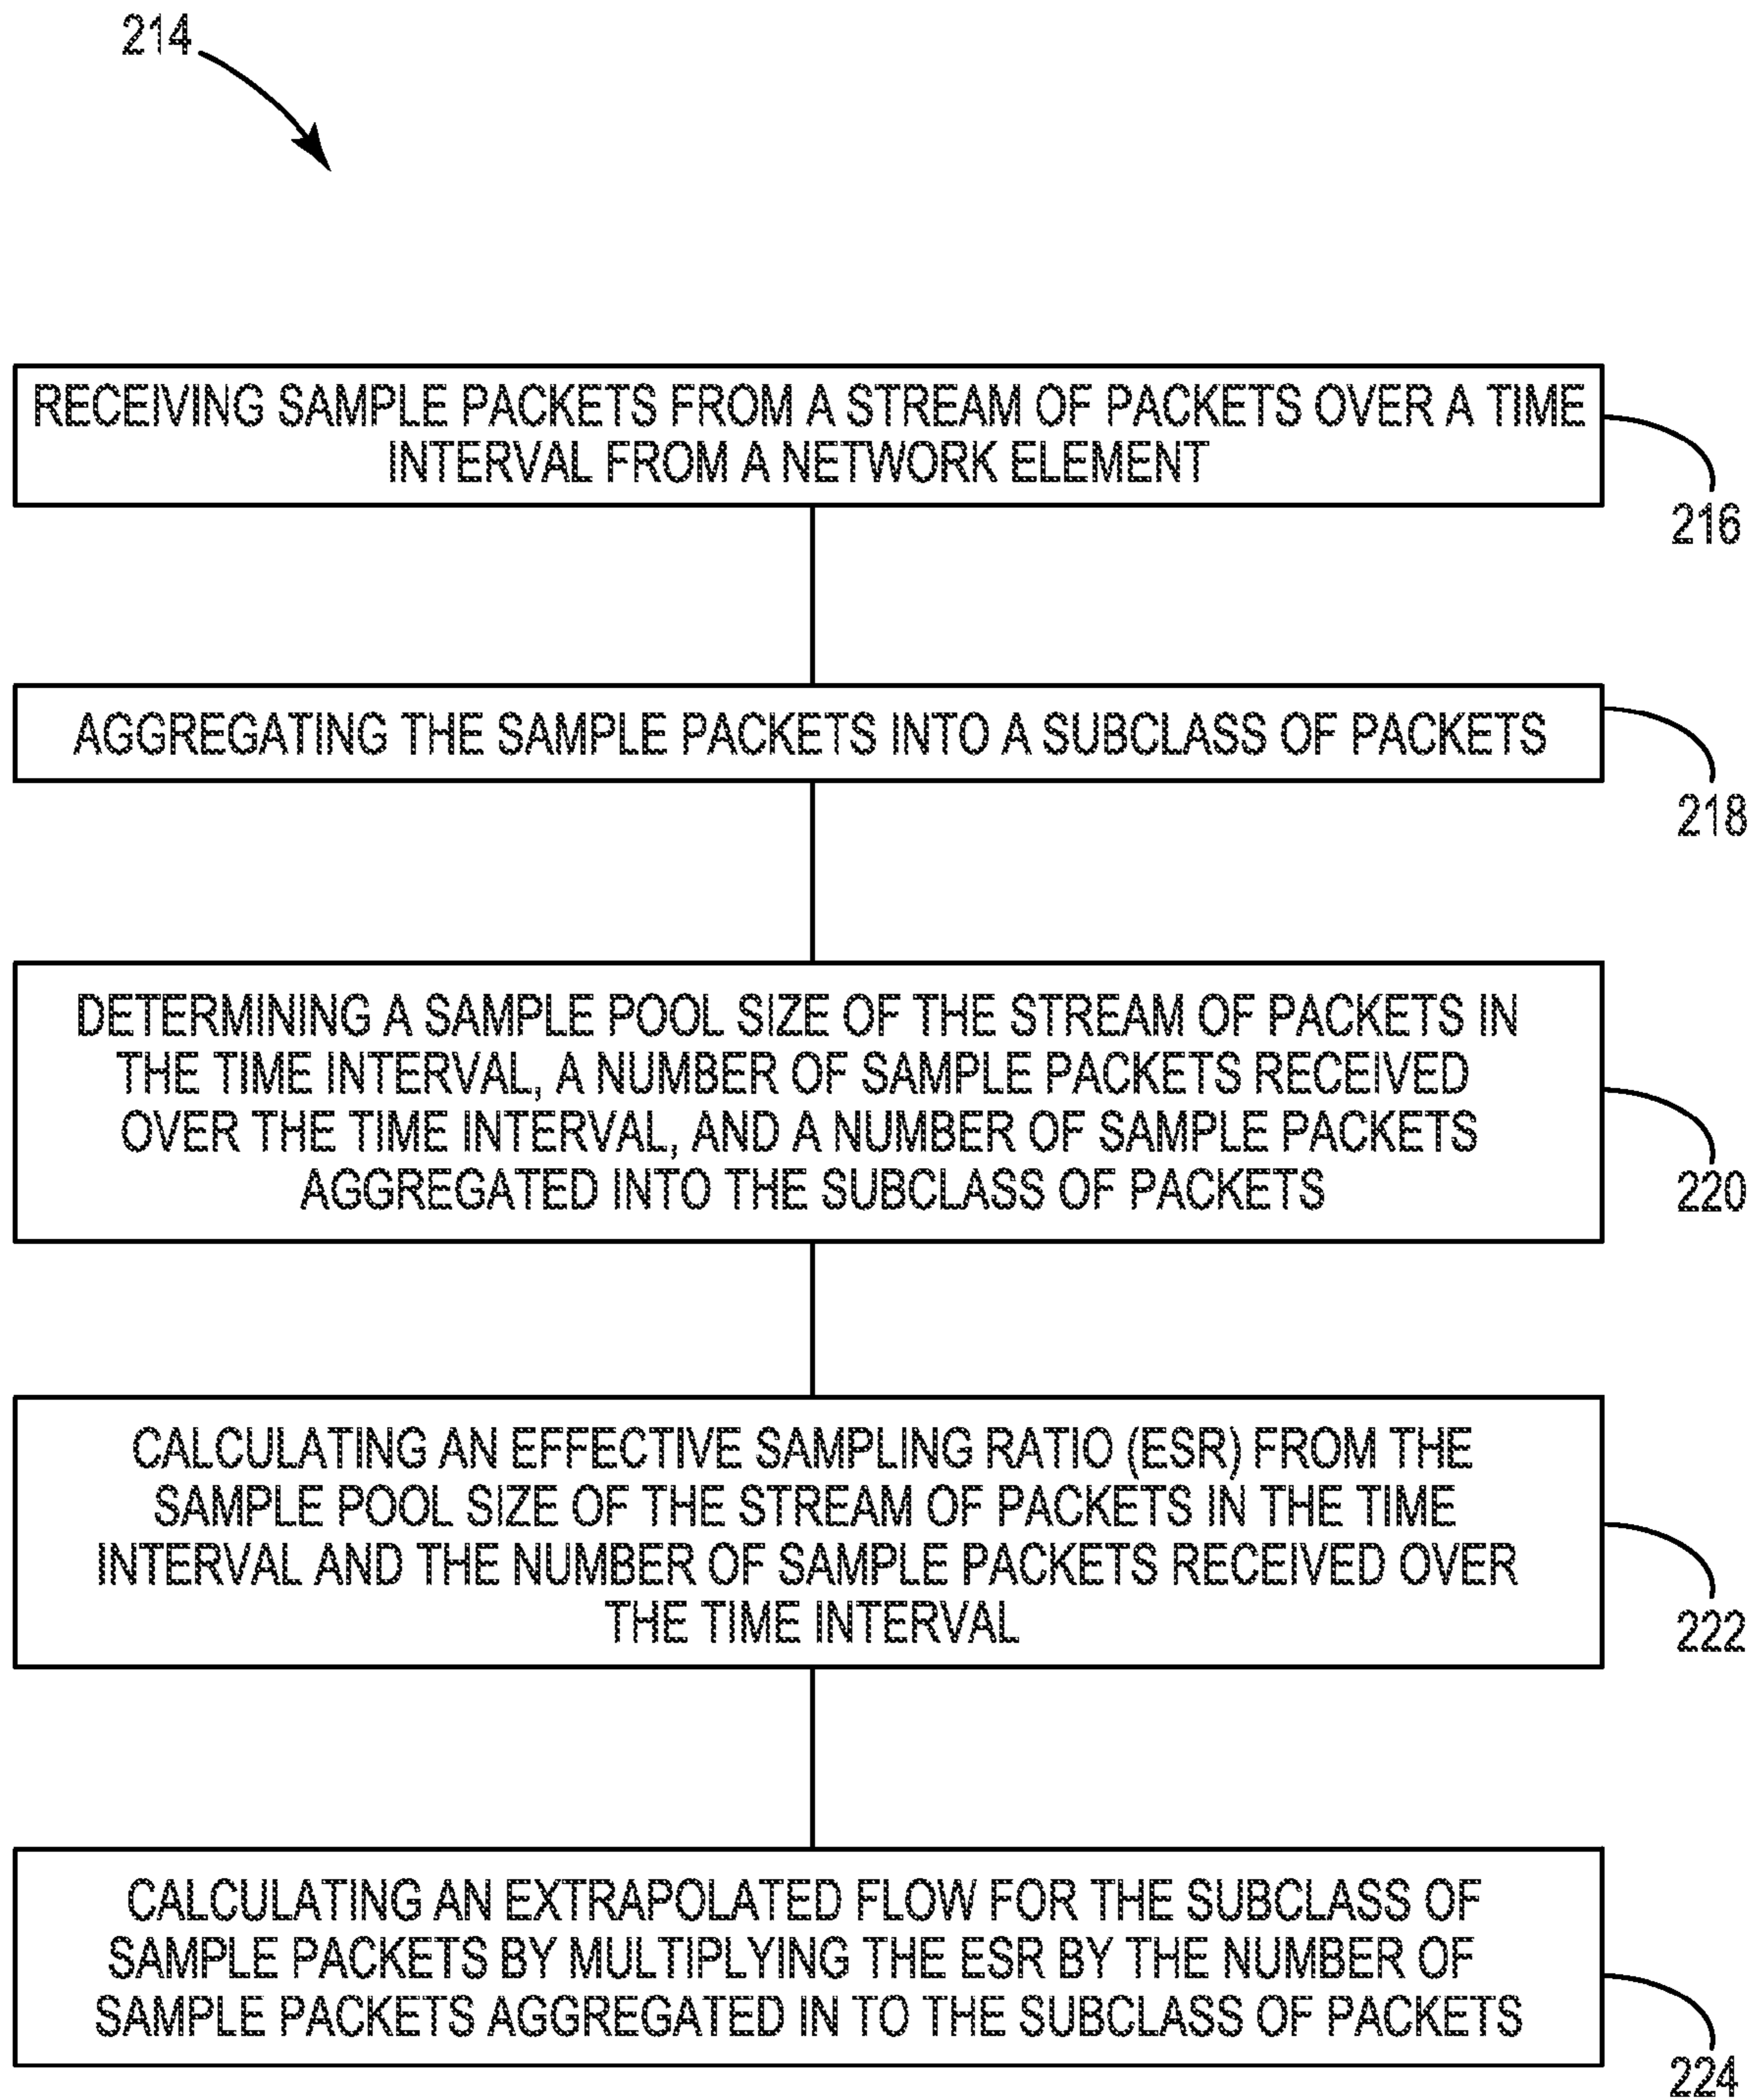 214
RECEIVING SAMPLE PACKETS FROM A STREAM OF PACKETS OVER A TIME
INTERVAL FROM A NETWORK ELEMENT
216
AGGREGATING THE SAMPLE PACKETS INTO A SUBCLASS OF PACKETS
218
DETERMINING A SAMPLE POOL SIZE OF THE STREAM OF PACKETS IN
THE TIME INTERVAL, A NUMBER OF SAMPLE PACKETS RECEIVED
OVER THE TIME INTERVAL, AND A NUMBER OF SAMPLE PACKETS
AGGREGATED INTO THE SUBCLASS OF PACKETS
220
CALCULATING AN EFFECTIVE SAMPLING RATIO (ESR) FROM THE
SAMPLE POOL SIZE OF THE STREAM OF PACKETS IN THE TIME
INTERVAL AND THE NUMBER OF SAMPLE PACKETS RECEIVED OVER
THE TIME INTERVAL
222
CALCULATING AN EXTRAPOLATED FLOW FOR THE SUBCLASS OF
SAMPLE PACKETS BY MULTIPLYING THE ESR BY THE NUMBER OF
SAMPLE PACKETS AGGREGATED IN TO THE SUBCLASS OF PACKETS
224